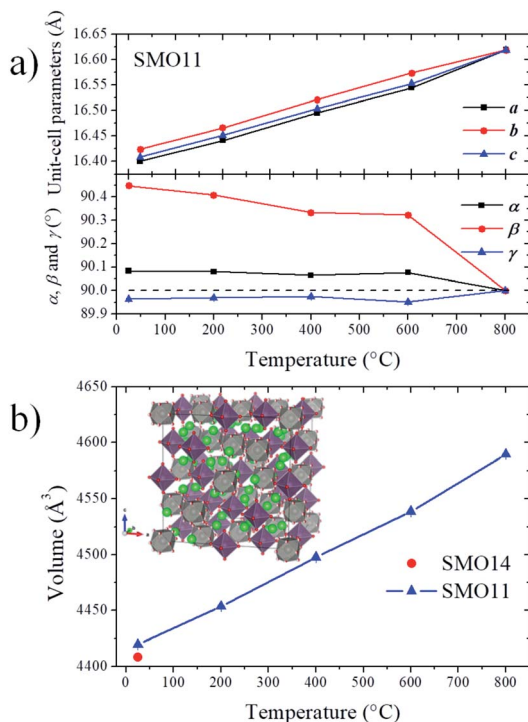 a)
SMO11
Unit-cell parameters (Å)
16.65
16.60
16.55
16.50
16.45
16.40
a
b
c
α, β and γ (°)
90.4
90.3
90.2
90.1
90.0
89.9
α
β
γ
0 100 200 300 400 500 600 700 800
Temperature (°C)
b)
Volume (Å³)
4650
4600
4550
4500
4450
4400
SMO14
SMO11
0 100 200 300 400 500 600 700 800
Temperature (°C)